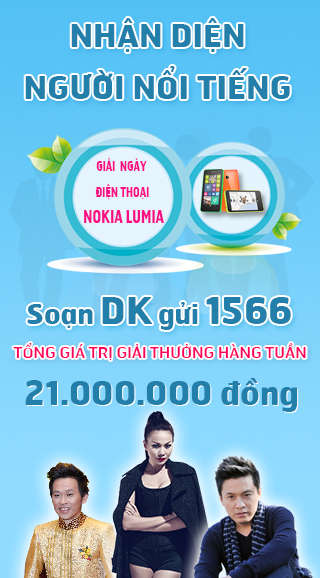 NHẬN DIỆN
NGƯỜI NỔI TIẾNG
GIẢI NGÀY
ĐIỆN THOẠI
NOKIA LUMIA
Soạn DK gửi 1566
TỔNG GIÁ TRỊ GIẢI THƯỞNG HÀNG TUẦN
21.000.000 đồng